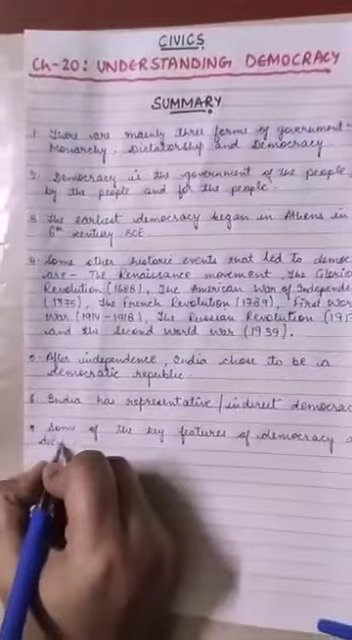 CIVICS
Ch-20: UNDERSTANDING DEMOCRACY
SUMMARY
1. There are mainly three forms of government-
Monarchy, Dictatorship and Democracy
2. Democracy is the government of the people,
by the people and for the people.
3. The earliest democracy began in Athens in
6th century BCE
4. Some other historic events that led to democ
are - The Renaissance movement, The Glorio
Revolution (1688), The American War of Independe
(1775), The French Revolution (1789), First Wor
War (1914-1918), The Russian Revolution (191
and the Second World War (1939).
5. After independence, India chose to be a
democratic republic
6. India has representative/indirect democrac
Some of the key features of democracy a